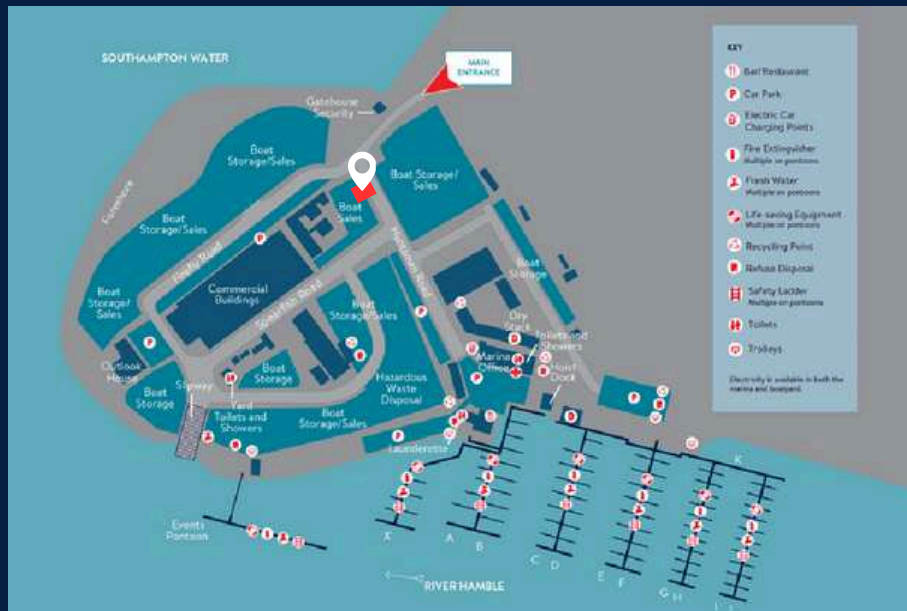 SOUTHAMPTON WATER
MAIN
ENTRANCE
Gatehouse
Security
Boat
Storage/Sales
Boat Storage/
Sales
Foreshore
Boat
Storage/Sales
Boat
Sales
Firefly Road
Commercial
Buildings
Boat
Storage/
Sales
Road
Road
Boat
Storage
Boat
Storage/Sales
Dry
Stack
Toilets and
Showers
Marina
Office
Hoist
Dock
Outlook
House
Slipway
Boat
Storage
Boat
Storage
Hazardous
Waste
Disposal
Yard
Toilets and
Showers
Boat
Storage/Sales
Launderette
Events
Pontoon
X
A
B
C
D
E
F
G
H
K
RIVER HAMBLE
KEY
Bar/Restaurant
P
Car Park
Electric Car
Charging Points
Fire Extinguisher
Multiple on pontoons
Fresh Water
Multiple on pontoons
Life-saving Equipment
Multiple on pontoons
Recycling Point
Refuse Disposal
Safety Ladder
Multiple on pontoons
Toilets
Trolleys
Electricity is available in both the
marina and boatyard.